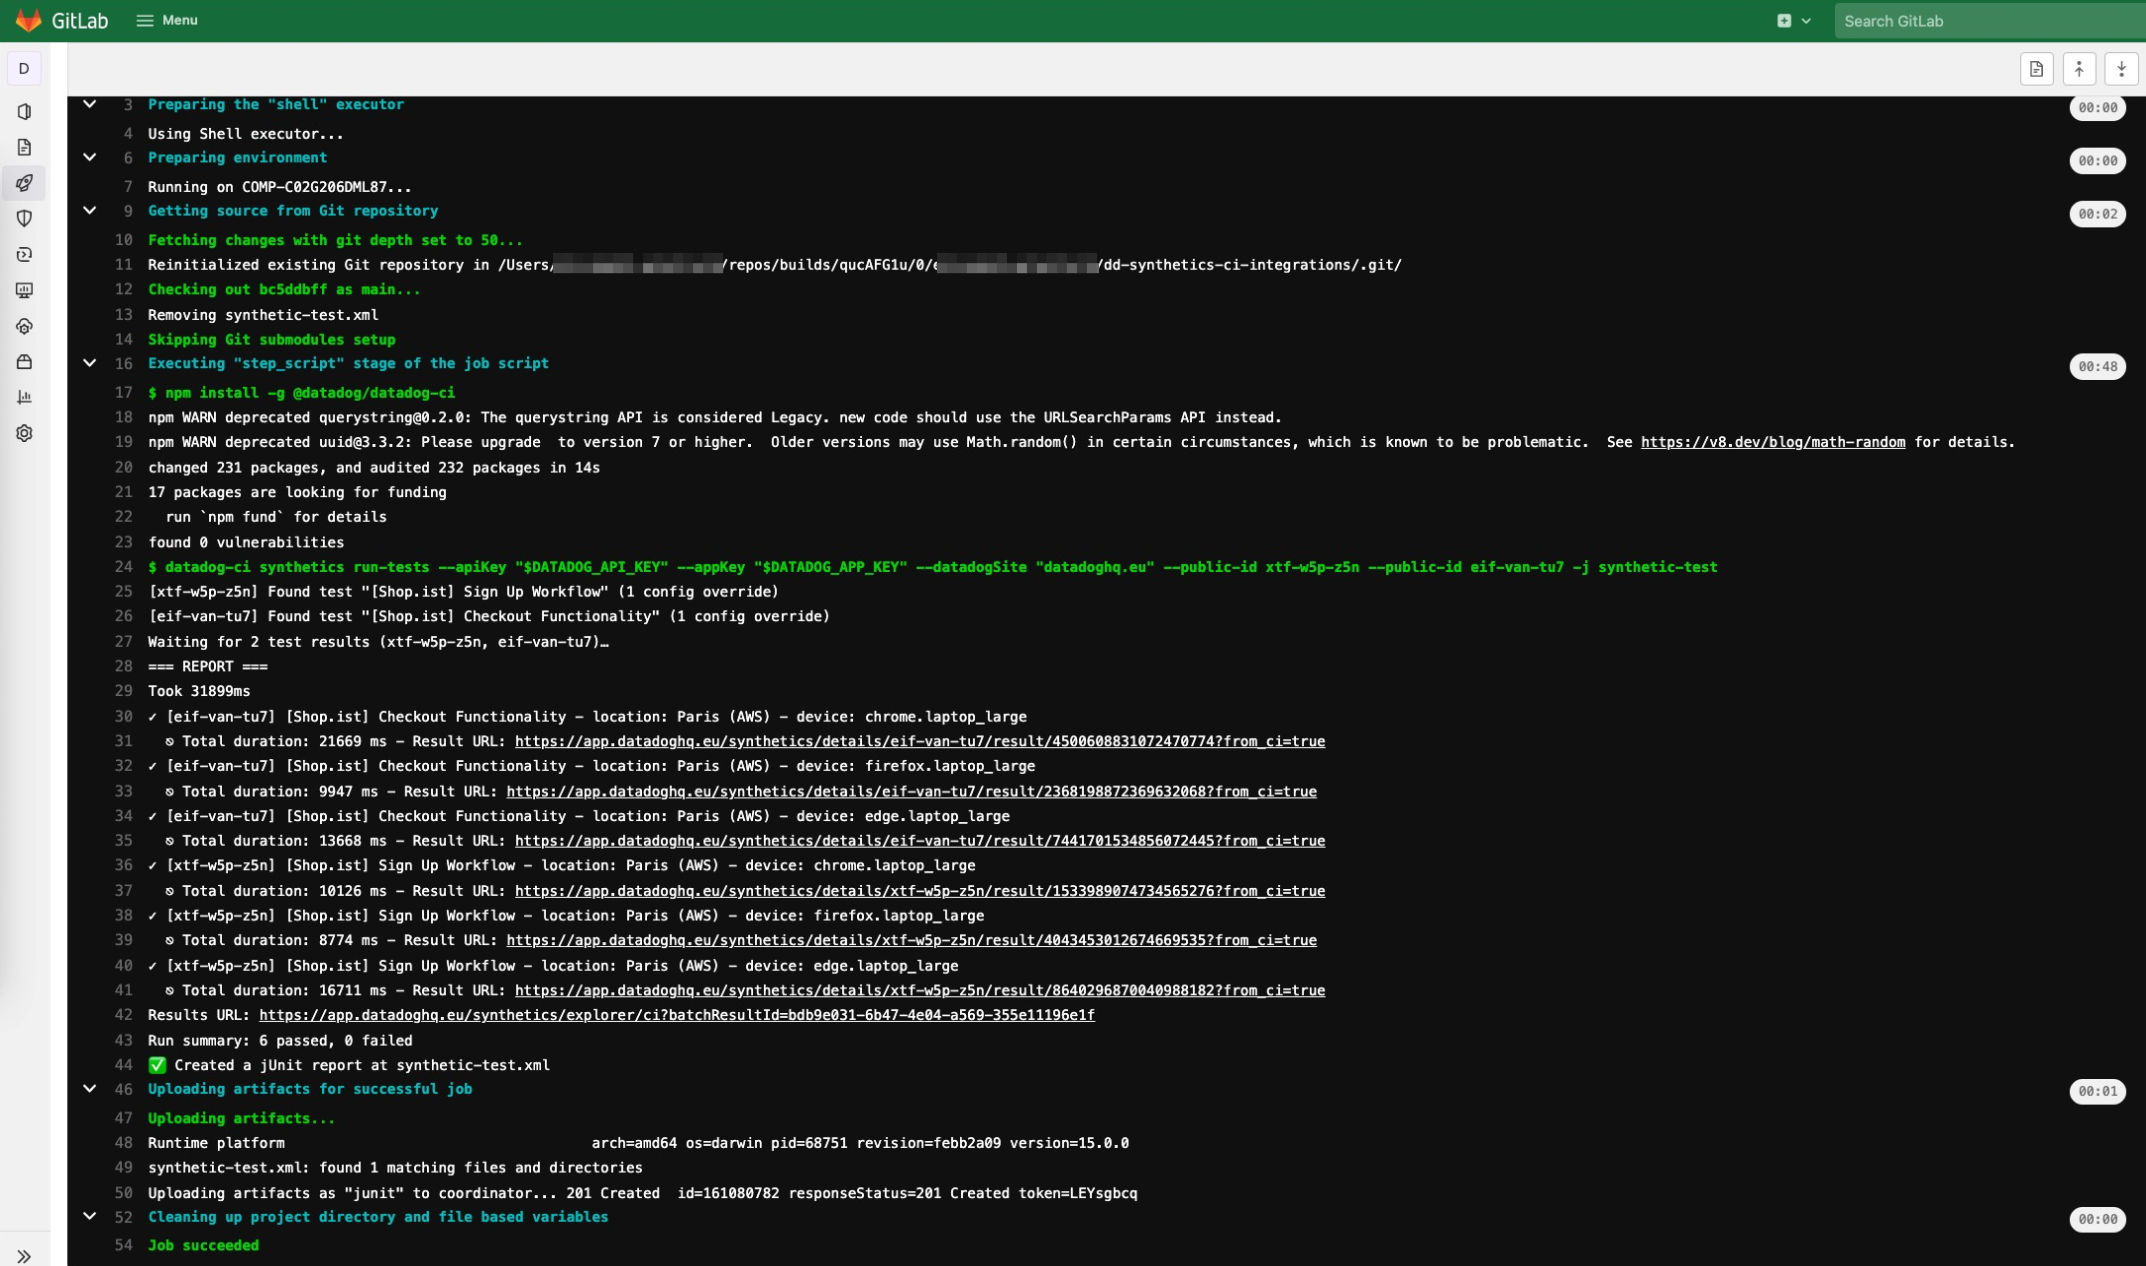 GitLab
Menu
Search GitLab
D
3 Preparing the "shell" executor 00:00
4 Using Shell executor...
6 Preparing environment 00:00
7 Running on COMP-C02G206DML87...
9 Getting source from Git repository 00:02
10 Fetching changes with git depth set to 50...
11 Reinitialized existing Git repository in /Users/ /repos/builds/qucAFG1u/0/e /dd-synthetics-ci-integrations/.git/
12 Checking out bc5ddbff as main...
13 Removing synthetic-test.xml
14 Skipping Git submodules setup
16 Executing "step_script" stage of the job script 00:48
17 $ npm install -g @datadog/datadog-ci
18 npm WARN deprecated querystring@0.2.0: The querystring API is considered Legacy. new code should use the URLSearchParams API instead.
19 npm WARN deprecated uuid@3.3.2: Please upgrade  to version 7 or higher.  Older versions may use Math.random() in certain circumstances, which is known to be problematic.  See https://v8.dev/blog/math-random for details.
20 changed 231 packages, and audited 232 packages in 14s
21 17 packages are looking for funding
22   run `npm fund` for details
23 found 0 vulnerabilities
24 $ datadog-ci synthetics run-tests --apiKey "$DATADOG_API_KEY" --appKey "$DATADOG_APP_KEY" --datadogSite "datadoghq.eu" --public-id xtf-w5p-z5n --public-id eif-van-tu7 -j synthetic-test
25 [xtf-w5p-z5n] Found test "[Shop.ist] Sign Up Workflow" (1 config override)
26 [eif-van-tu7] Found test "[Shop.ist] Checkout Functionality" (1 config override)
27 Waiting for 2 test results (xtf-w5p-z5n, eif-van-tu7)…
28 === REPORT ===
29 Took 31899ms
30 ✓ [eif-van-tu7] [Shop.ist] Checkout Functionality - location: Paris (AWS) - device: chrome.laptop_large
31   ⎋ Total duration: 21669 ms - Result URL: https://app.datadoghq.eu/synthetics/details/eif-van-tu7/result/4500608831072470774?from_ci=true
32 ✓ [eif-van-tu7] [Shop.ist] Checkout Functionality - location: Paris (AWS) - device: firefox.laptop_large
33   ⎋ Total duration: 9947 ms - Result URL: https://app.datadoghq.eu/synthetics/details/eif-van-tu7/result/2368198872369632068?from_ci=true
34 ✓ [eif-van-tu7] [Shop.ist] Checkout Functionality - location: Paris (AWS) - device: edge.laptop_large
35   ⎋ Total duration: 13668 ms - Result URL: https://app.datadoghq.eu/synthetics/details/eif-van-tu7/result/7441701534856072445?from_ci=true
36 ✓ [xtf-w5p-z5n] [Shop.ist] Sign Up Workflow - location: Paris (AWS) - device: chrome.laptop_large
37   ⎋ Total duration: 10126 ms - Result URL: https://app.datadoghq.eu/synthetics/details/xtf-w5p-z5n/result/1533989074734565276?from_ci=true
38 ✓ [xtf-w5p-z5n] [Shop.ist] Sign Up Workflow - location: Paris (AWS) - device: firefox.laptop_large
39   ⎋ Total duration: 8774 ms - Result URL: https://app.datadoghq.eu/synthetics/details/xtf-w5p-z5n/result/4043453012674669535?from_ci=true
40 ✓ [xtf-w5p-z5n] [Shop.ist] Sign Up Workflow - location: Paris (AWS) - device: edge.laptop_large
41   ⎋ Total duration: 16711 ms - Result URL: https://app.datadoghq.eu/synthetics/details/xtf-w5p-z5n/result/8640296870040988182?from_ci=true
42 Results URL: https://app.datadoghq.eu/synthetics/explorer/ci?batchResultId=bdb9e031-6b47-4e04-a569-355e11196e1f
43 Run summary: 6 passed, 0 failed
44 ✅ Created a jUnit report at synthetic-test.xml
46 Uploading artifacts for successful job 00:01
47 Uploading artifacts...
48 Runtime platform arch=amd64 os=darwin pid=68751 revision=febb2a09 version=15.0.0
49 synthetic-test.xml: found 1 matching files and directories
50 Uploading artifacts as "junit" to coordinator... 201 Created  id=161080782 responseStatus=201 Created token=LEYsgbcq
52 Cleaning up project directory and file based variables 00:00
54 Job succeeded